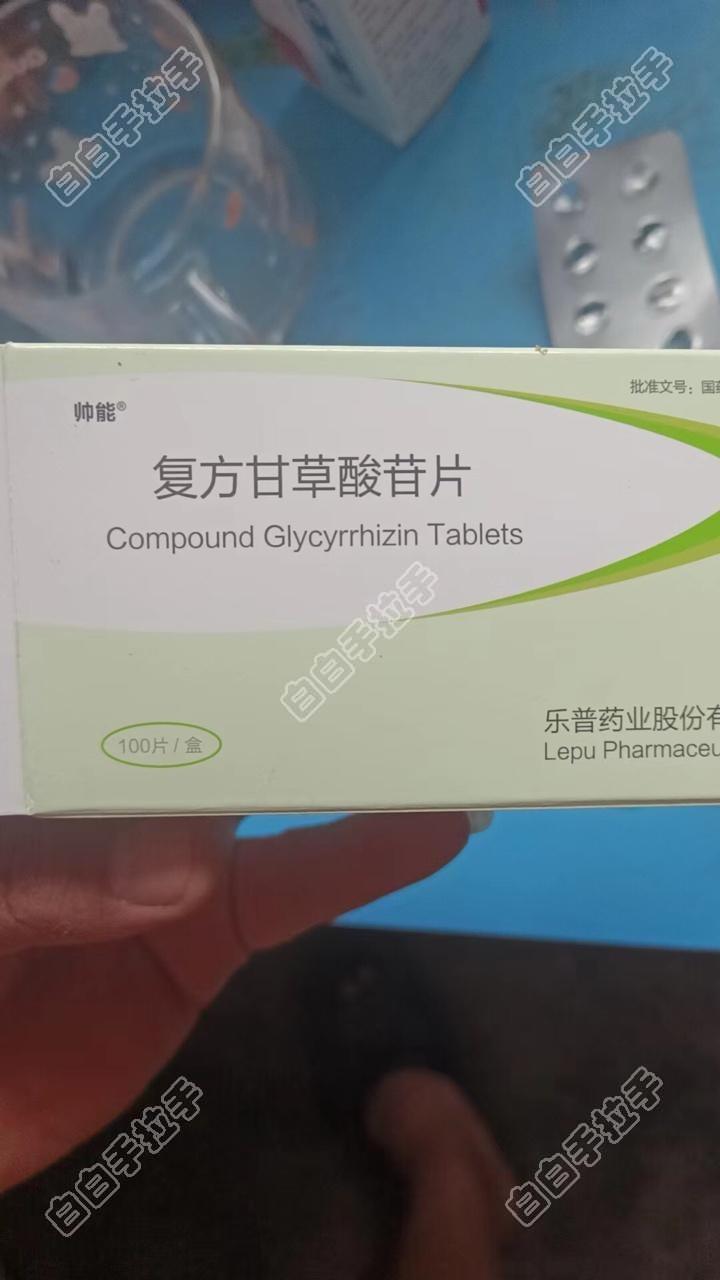 白白手拉手
白白手拉手
帅能®
批准文号：国药
复方甘草酸苷片
Compound Glycyrrhizin Tablets
白白手拉手
100片/盒
乐普药业股份有
Lepu Pharmaceu
白白手拉手
白白手拉手